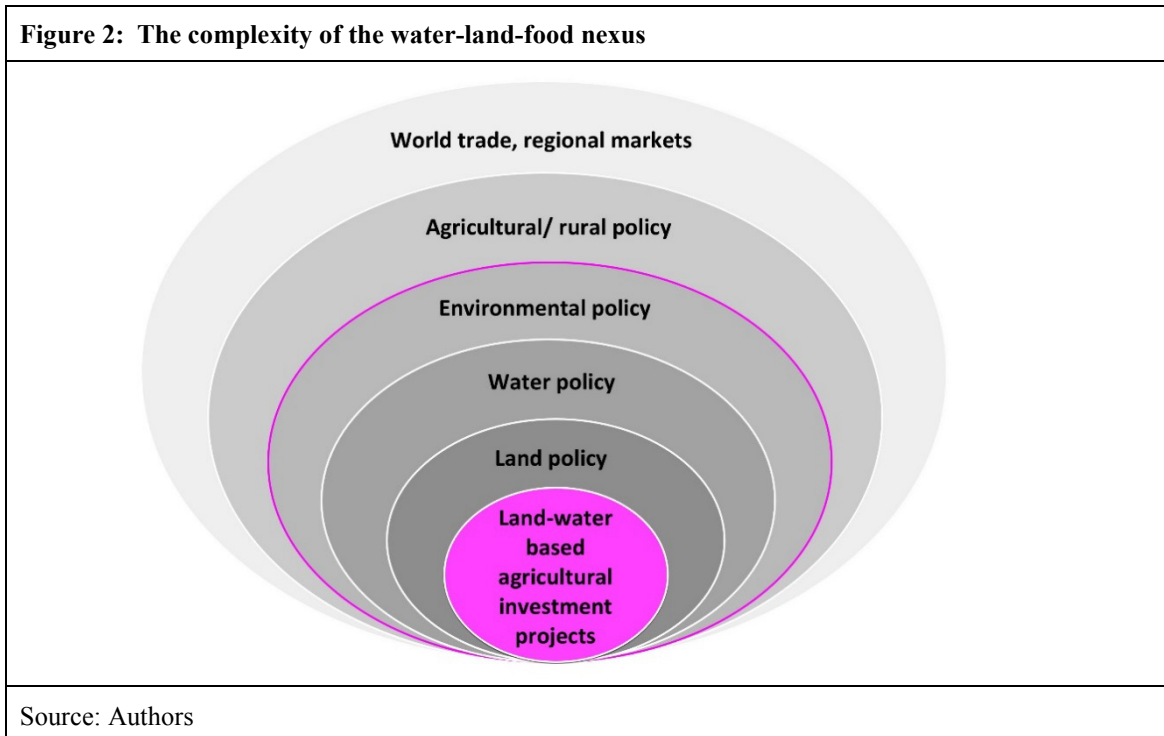 Figure 2: The complexity of the water-land-food nexus
World trade, regional markets
Agricultural/ rural policy
Environmental policy
Water policy
Land policy
Land-water
based
agricultural
investment
projects
Source: Authors